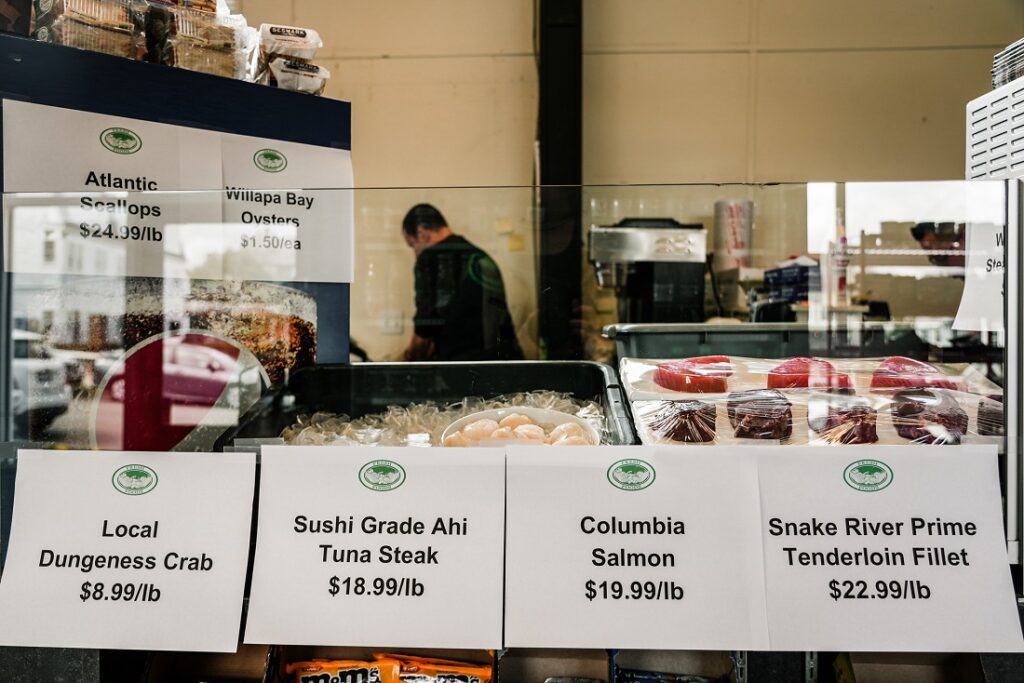 Atlantic
Scallops
$24.99/lb
Willapa Bay
Oysters
$1.50/ea
W
Ste
Local
Dungeness Crab
$8.99/lb
Sushi Grade Ahi
Tuna Steak
$18.99/lb
Columbia
Salmon
$19.99/lb
Snake River Prime
Tenderloin Fillet
$22.99/lb
m&m's